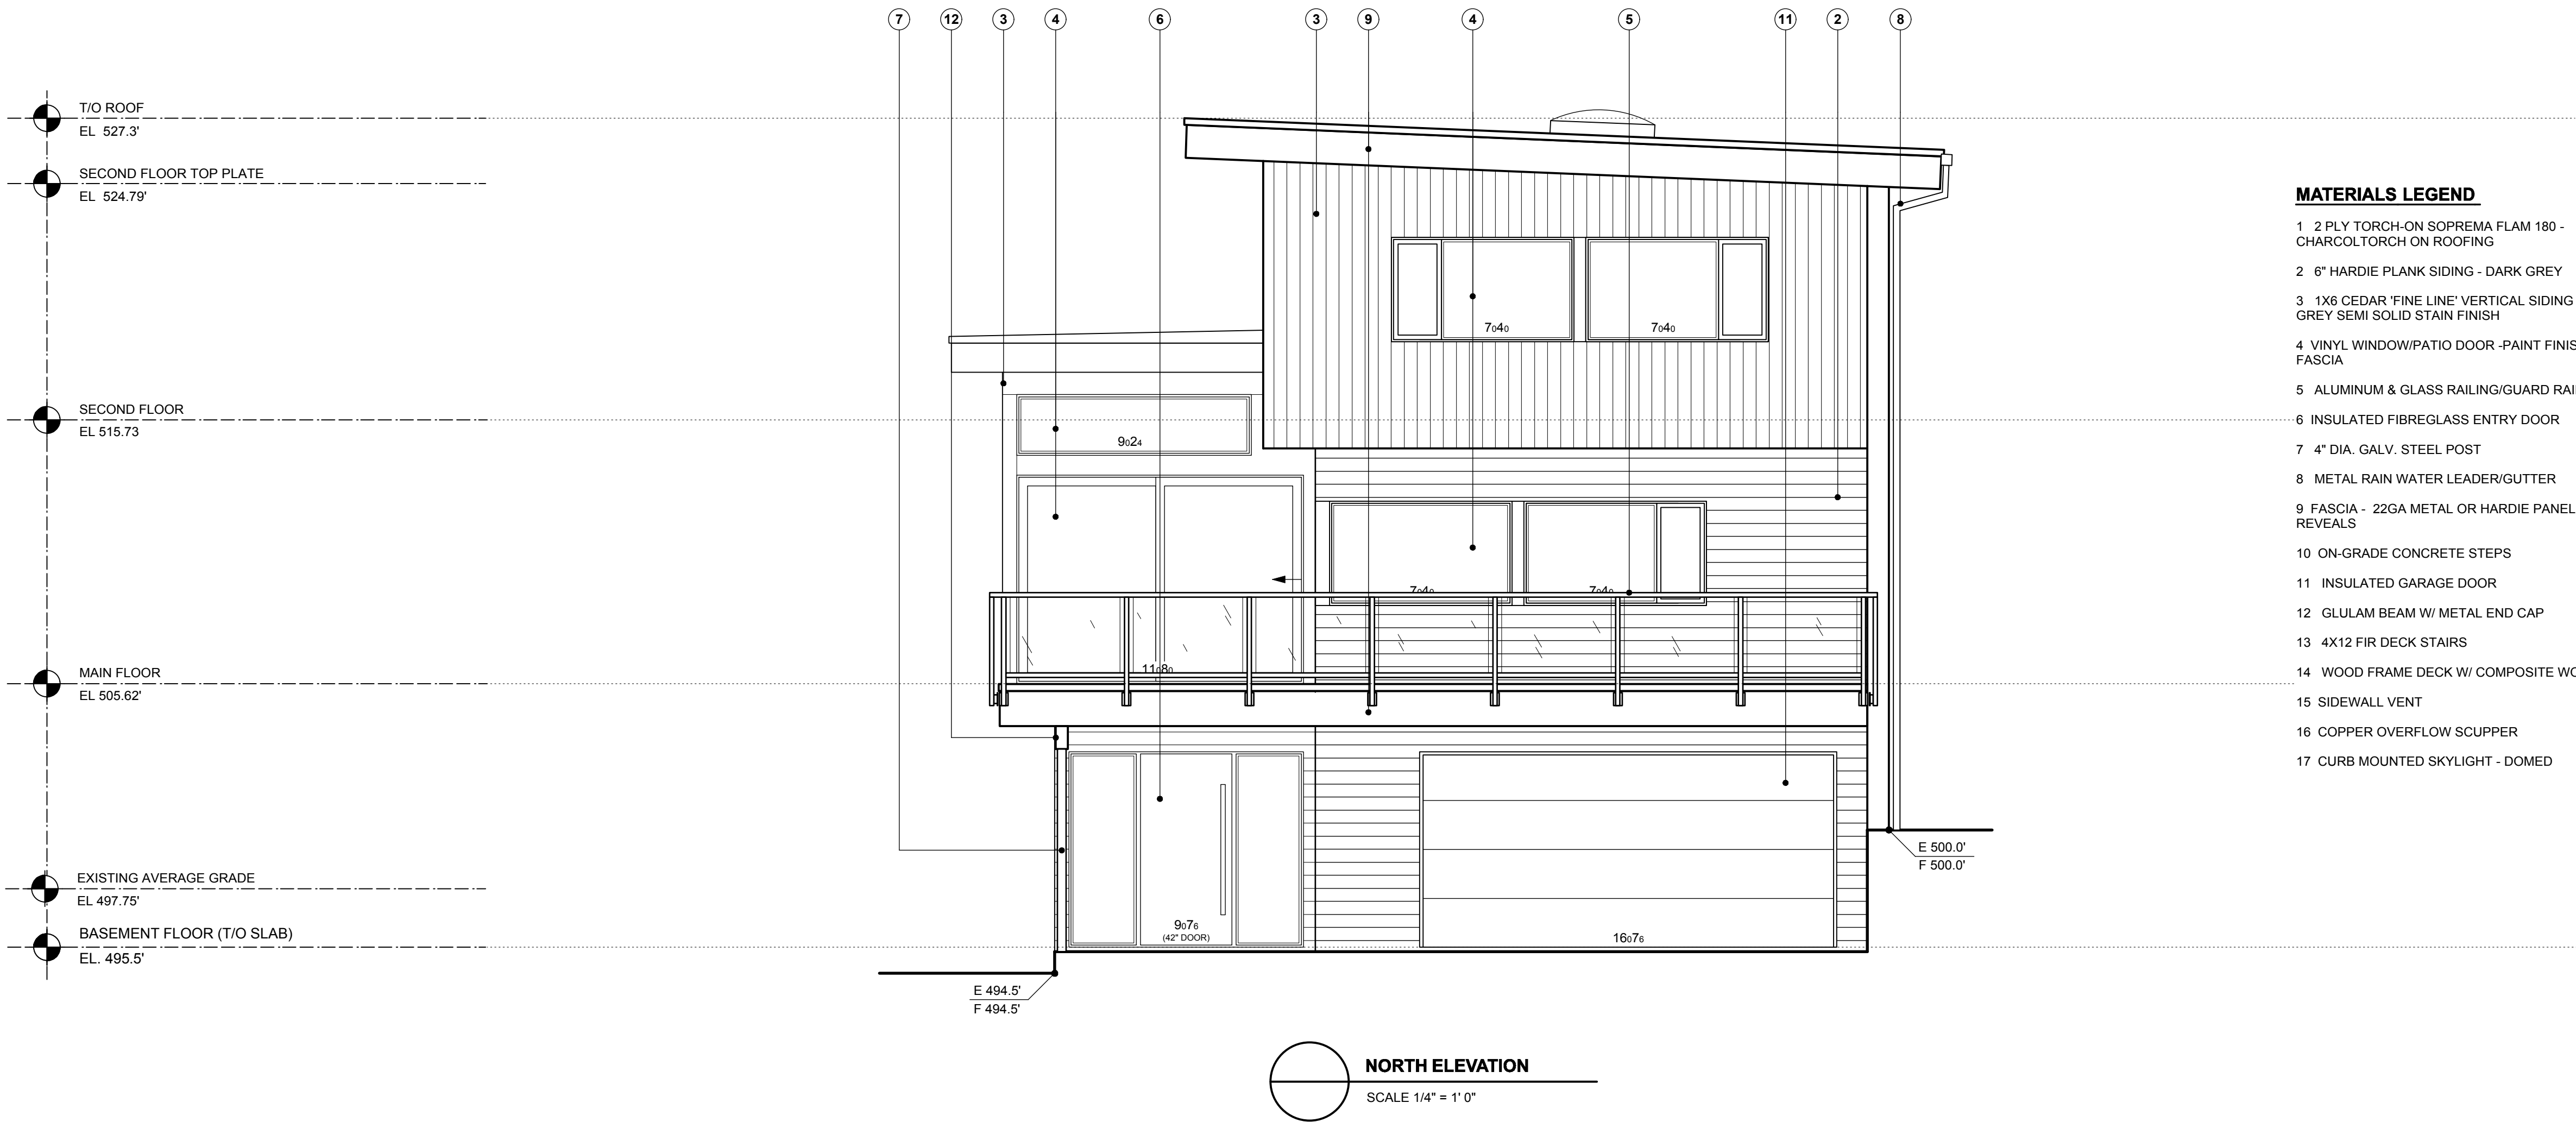 7 12 3 4 6 3 9 4 5 11 2 8
T/O ROOF
EL 527.3'
SECOND FLOOR TOP PLATE
EL 524.79'
SECOND FLOOR
EL 515.73
MAIN FLOOR
EL 505.62'
EXISTING AVERAGE GRADE
EL 497.75'
BASEMENT FLOOR (T/O SLAB)
EL. 495.5'
7040 7040
9024
7040 7040
11080
9076
(42" DOOR)
16076
E 500.0'
F 500.0'
E 494.5'
F 494.5'
NORTH ELEVATION
SCALE 1/4" = 1' 0"
MATERIALS LEGEND
1 2 PLY TORCH-ON SOPREMA FLAM 180 -
CHARCOLTORCH ON ROOFING
2 6" HARDIE PLANK SIDING - DARK GREY
3 1X6 CEDAR 'FINE LINE' VERTICAL SIDING
GREY SEMI SOLID STAIN FINISH
4 VINYL WINDOW/PATIO DOOR -PAINT FINIS
FASCIA
5 ALUMINUM & GLASS RAILING/GUARD RAI
6 INSULATED FIBREGLASS ENTRY DOOR
7 4" DIA. GALV. STEEL POST
8 METAL RAIN WATER LEADER/GUTTER
9 FASCIA - 22GA METAL OR HARDIE PANEL
REVEALS
10 ON-GRADE CONCRETE STEPS
11 INSULATED GARAGE DOOR
12 GLULAM BEAM W/ METAL END CAP
13 4X12 FIR DECK STAIRS
14 WOOD FRAME DECK W/ COMPOSITE WO
15 SIDEWALL VENT
16 COPPER OVERFLOW SCUPPER
17 CURB MOUNTED SKYLIGHT - DOMED